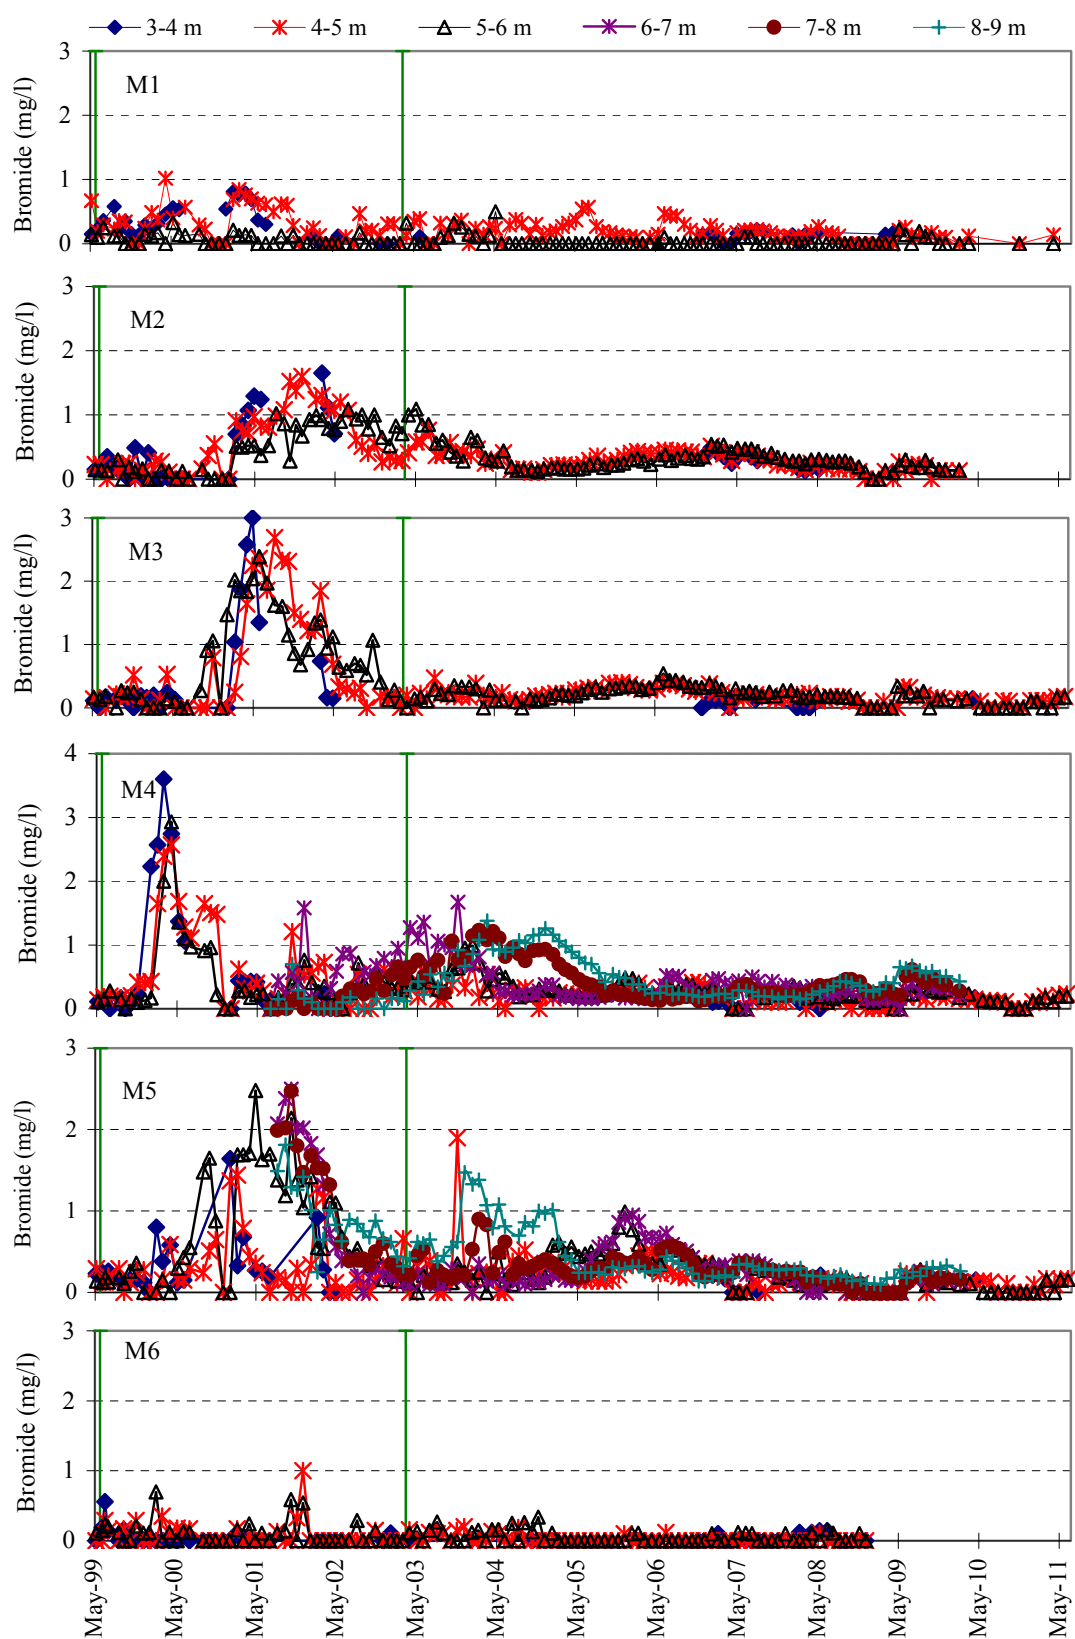 3-4 m 4-5 m 5-6 m 6-7 m 7-8 m 8-9 m
Bromide (mg/l)
3
2
1
0
M1
Bromide (mg/l)
3
2
1
0
M2
Bromide (mg/l)
3
2
1
0
M3
Bromide (mg/l)
4
3
2
1
0
M4
Bromide (mg/l)
3
2
1
0
M5
Bromide (mg/l)
3
2
1
0
M6
May-99 May-00 May-01 May-02 May-03 May-04 May-05 May-06 May-07 May-08 May-09 May-10 May-11